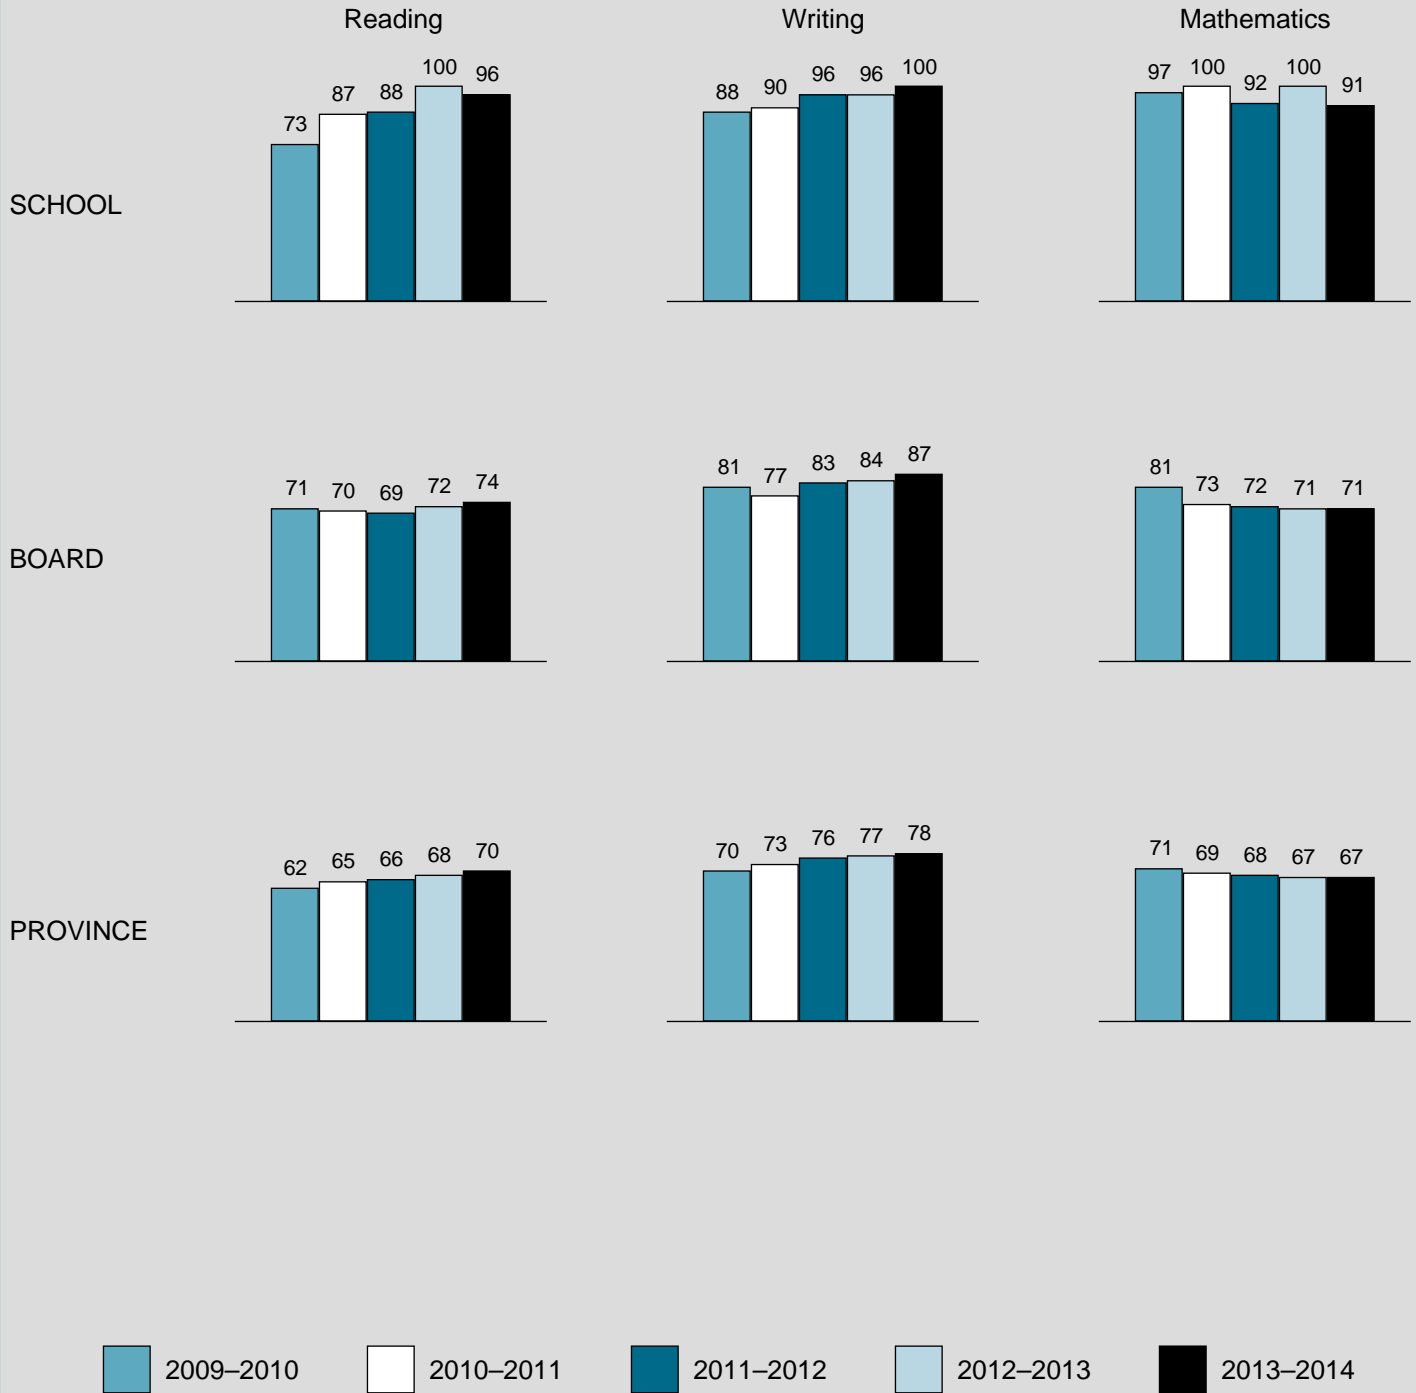 Reading Writing Mathematics
73 87 88 100 96 88 90 96 96 100 97 100 92 100 91
SCHOOL
71 70 69 72 74 81 77 83 84 87 81 73 72 71 71
BOARD
62 65 66 68 70 70 73 76 77 78 71 69 68 67 67
PROVINCE
2009–2010 2010–2011 2011–2012 2012–2013 2013–2014